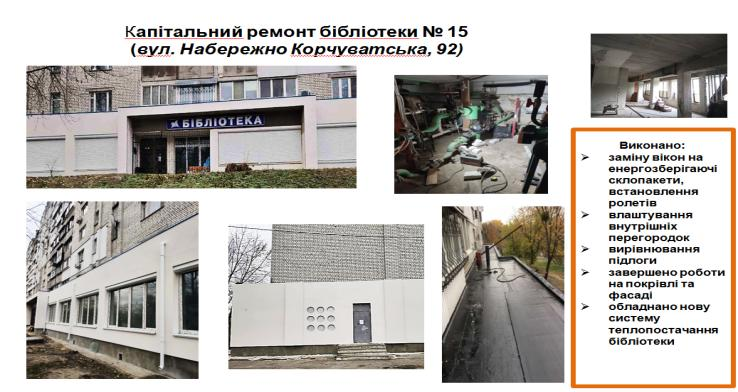 Капітальний ремонт бібліотеки № 15
(вул. Набережно Корчуватська, 92)
БІБЛІОТЕКА
Виконано:
➢ заміну вікон на
енергозберігаючі
склопакети,
встановлення
ролетів
➢ влаштування
внутрішніх
перегородок
➢ вирівнювання
підлоги
➢ завершено роботи
на покрівлі та
фасаді
➢ обладнано нову
систему
теплопостачання
бібліотеки